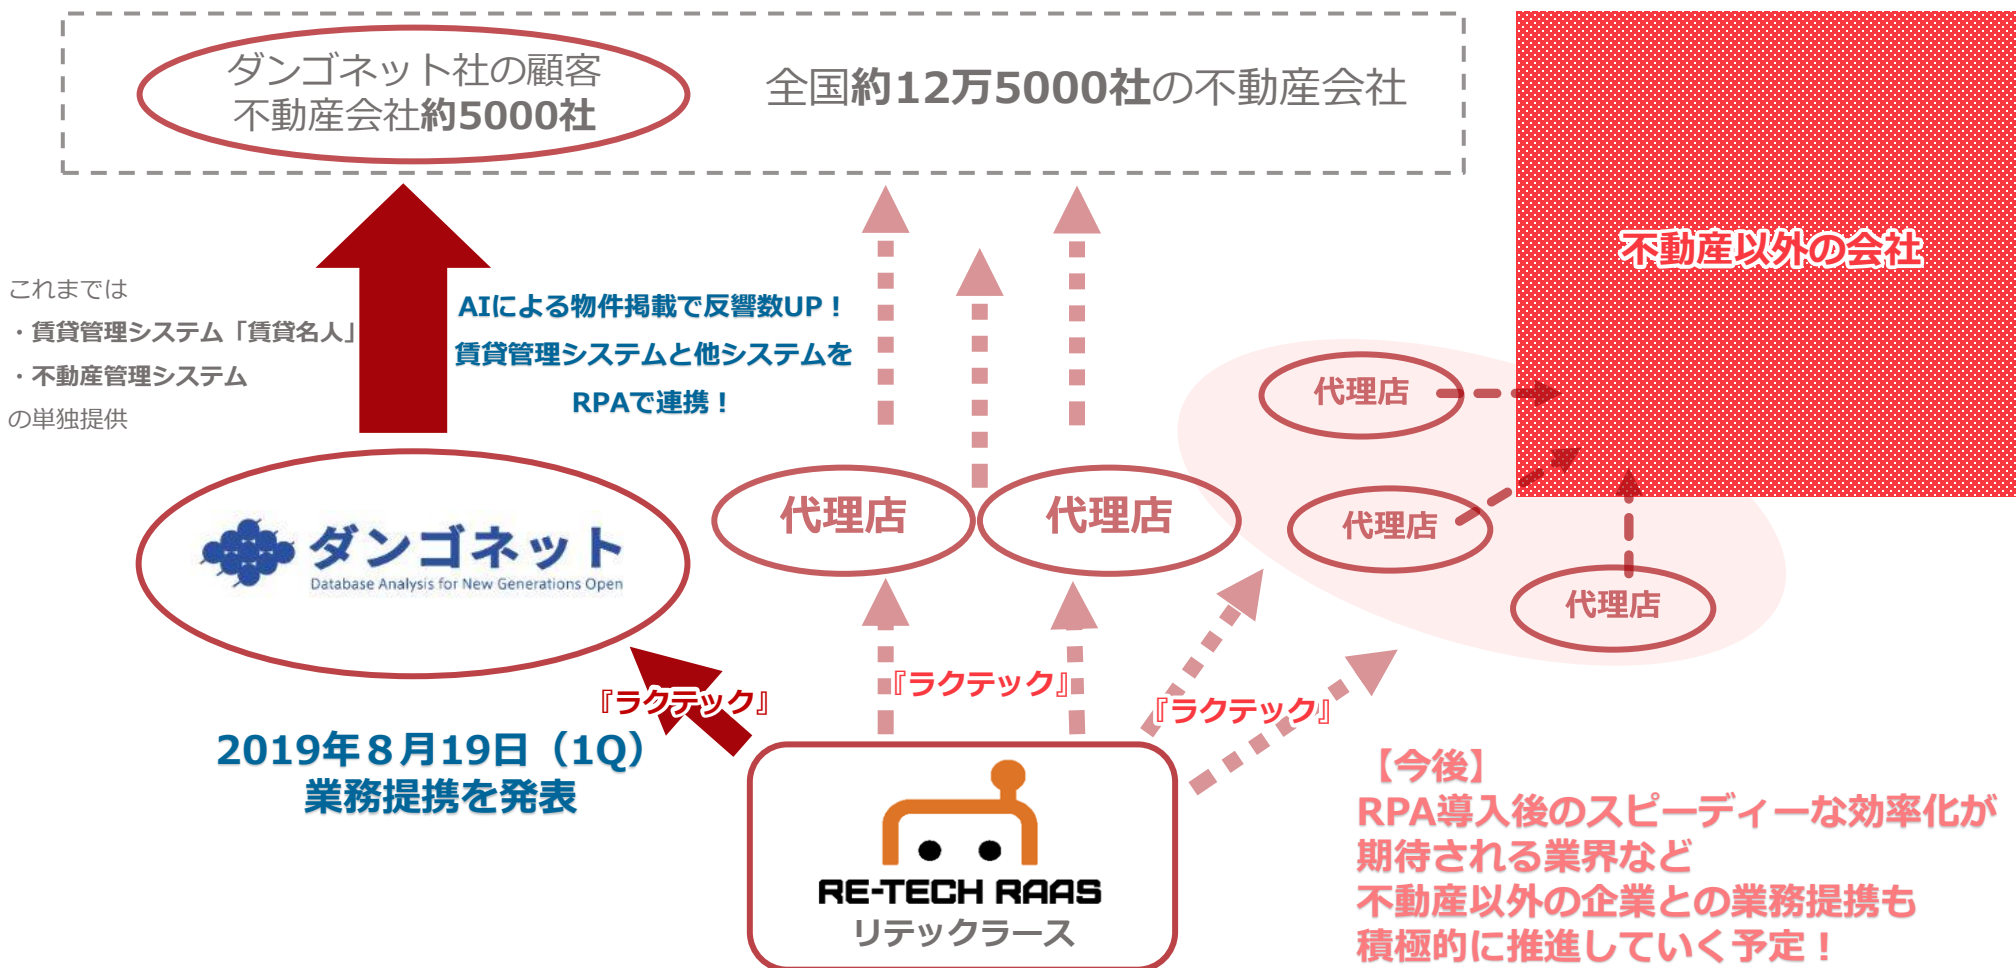 ダンゴネット社の顧客
不動産会社約5000社
全国約12万5000社の不動産会社
不動産以外の会社
これまでは
・賃貸管理システム「賃貸名人」
・不動産管理システム
の単独提供
AIによる物件掲載で反響数UP！
賃貸管理システムと他システムを
RPAで連携！
代理店
代理店
代理店
代理店
代理店
ダンゴネット
Database Analysis for New Generations Open
『ラクテック』
『ラクテック』
『ラクテック』
2019年８月19日（1Q）
業務提携を発表
RE-TECH RAAS
リテックラース
【今後】
RPA導入後のスピーディーな効率化が
期待される業界など
不動産以外の企業との業務提携も
積極的に推進していく予定！